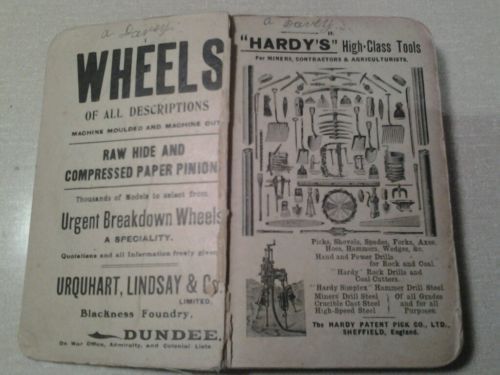 a Davey.
WHEELS
OF ALL DESCRIPTIONS
MACHINE MOULDED AND MACHINE CUT
RAW HIDE AND
COMPRESSED PAPER PINION
Thousands of Models to select from.
Urgent Breakdown Wheels
A SPECIALITY.
Quotations and all Information freely given
URQUHART, LINDSAY & Co.
LIMITED,
Blackness Foundry,
DUNDEE.
On War Office, Admiralty, and Colonial Lists.
a Davey.
"HARDY'S" High-Class Tools
For MINERS, CONTRACTORS & AGRICULTURISTS.
Picks, Shovels, Spades, Forks, Axes,
Hoes, Hammers, Wedges, &c.
Hand and Power Drills
for Rock and Coal.
"Hardy" Rock Drills and
Coal Cutters.
"Hardy Simplex" Hammer Drill Steel
Miners Drill Steel
Crucible Cast Steel
High-Speed Steel
Of all Grades
and for all
Purposes
The HARDY PATENT PICK CO., LTD.,
SHEFFIELD, England.